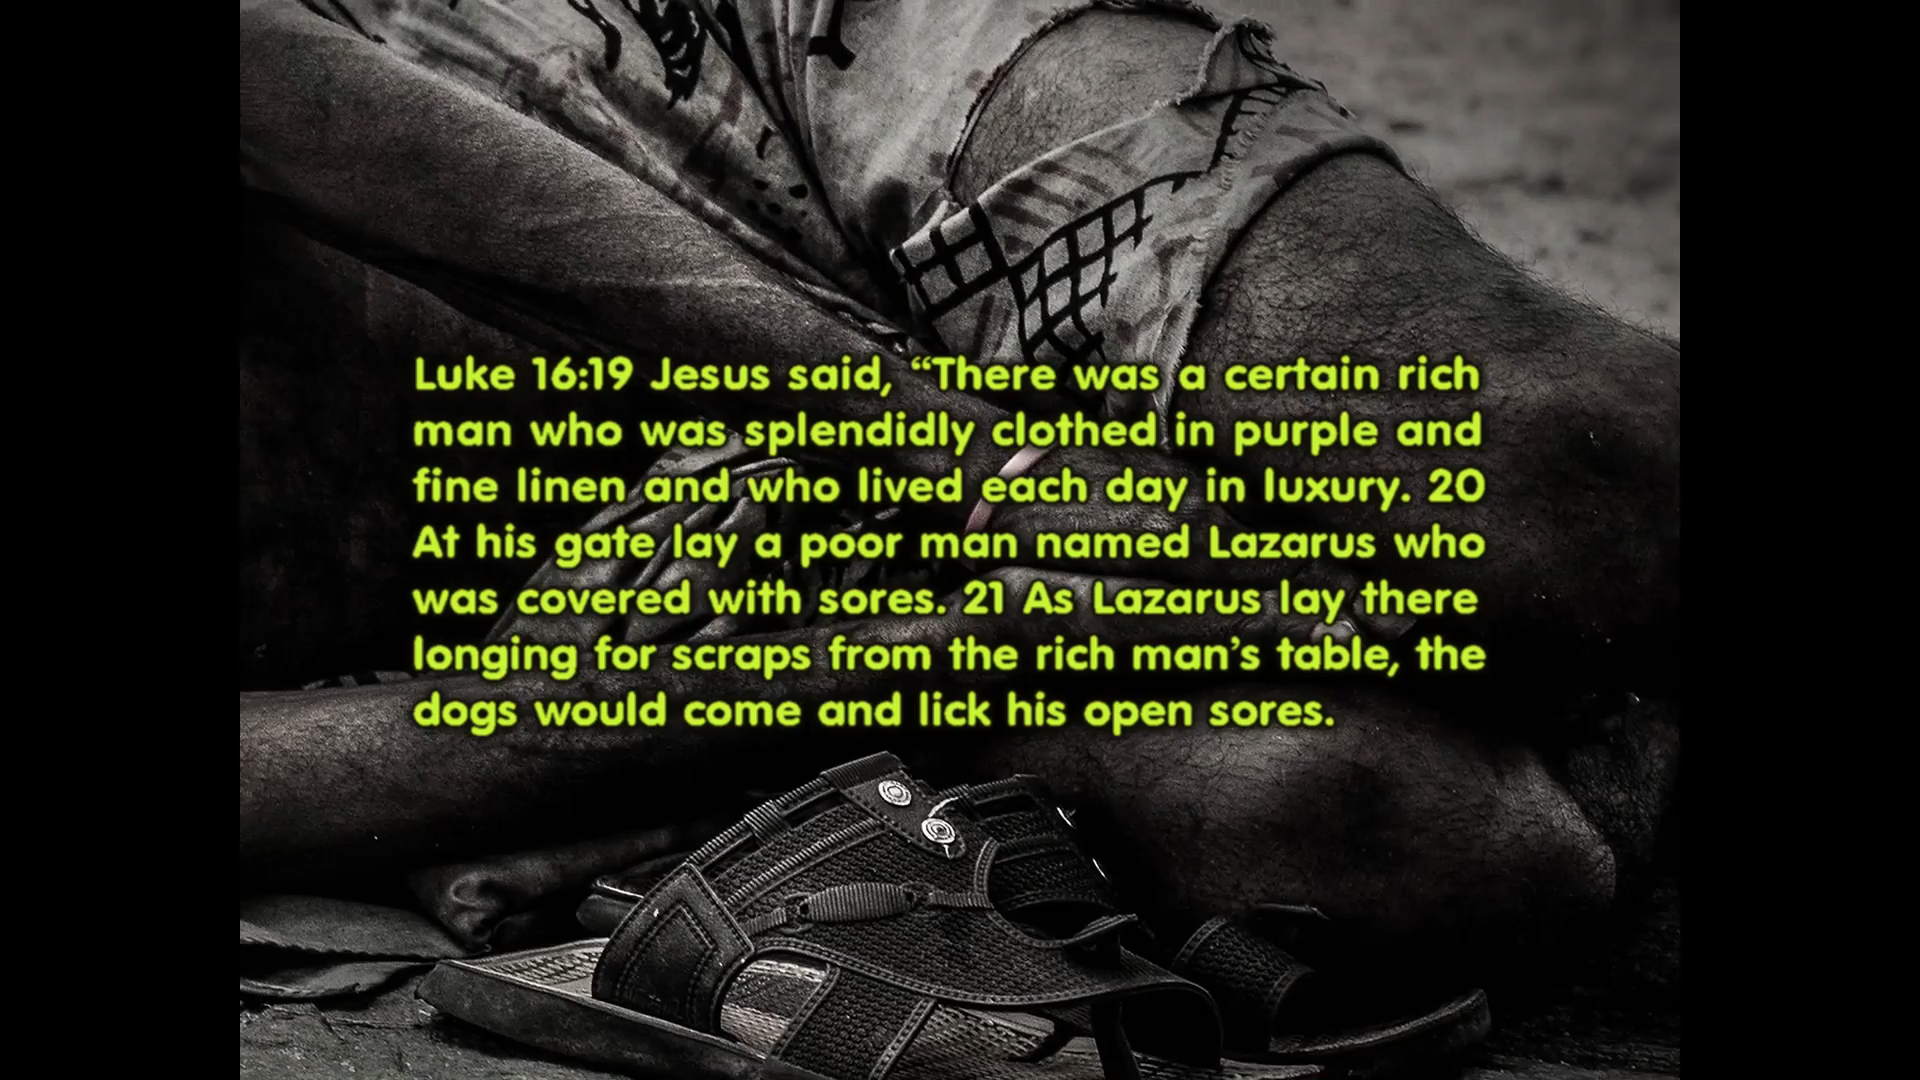 Luke 16:19 Jesus said, “There was a certain rich
man who was splendidly clothed in purple and
fine linen and who lived each day in luxury. 20
At his gate lay a poor man named Lazarus who
was covered with sores. 21 As Lazarus lay there
longing for scraps from the rich man’s table, the
dogs would come and lick his open sores.